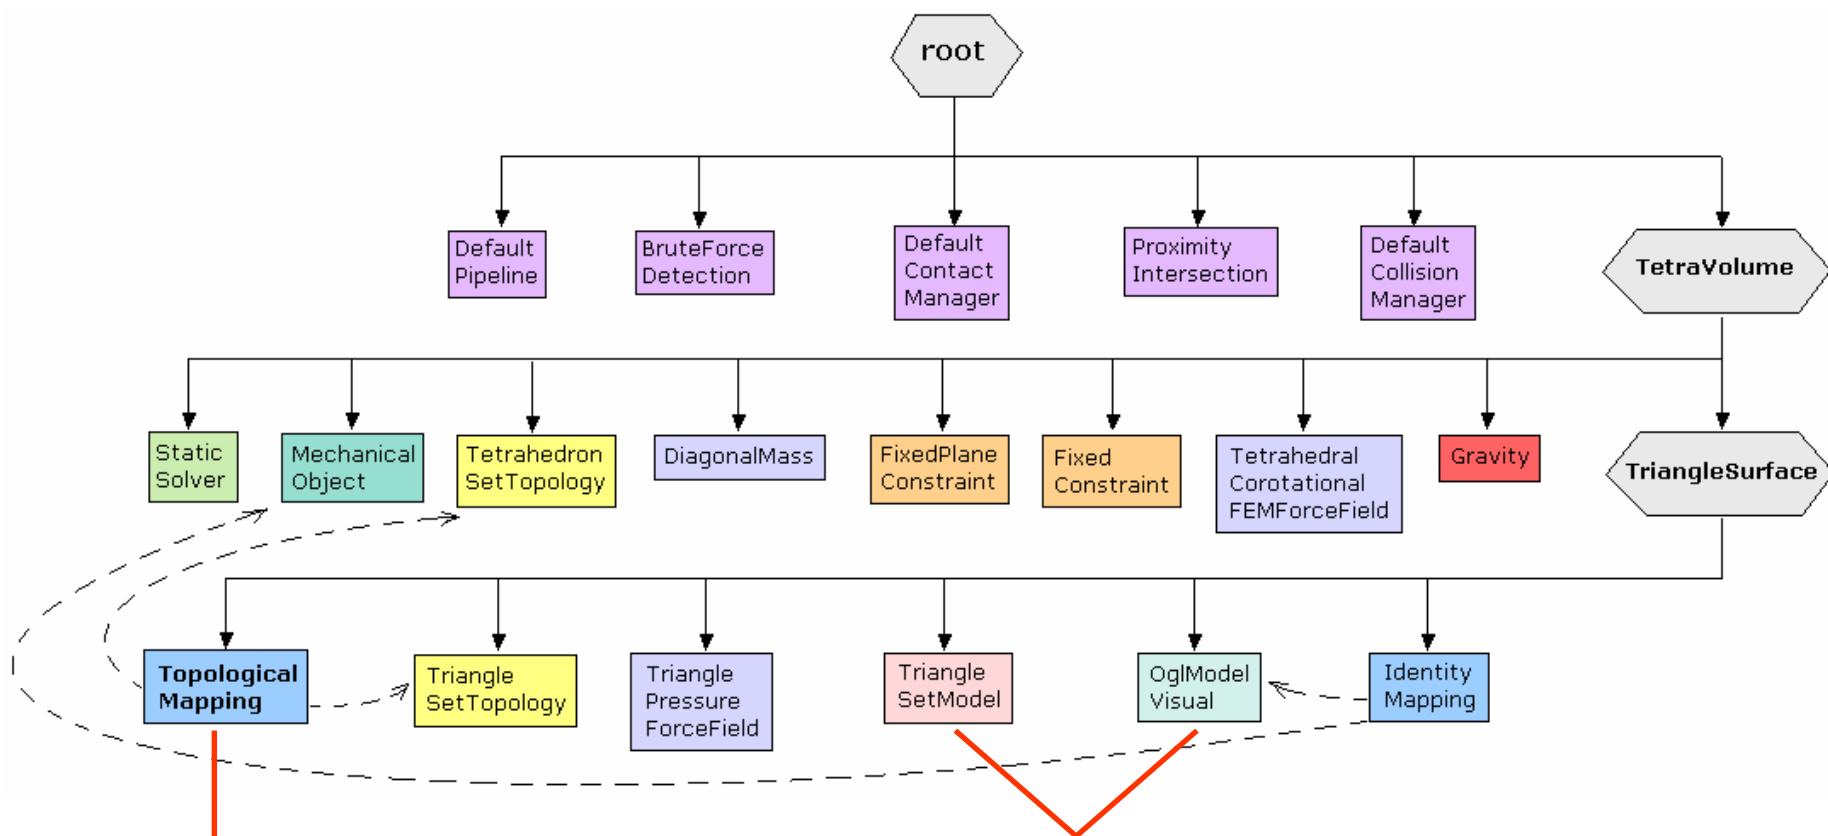 root
Default
Pipeline
BruteForce
Detection
Default
Contact
Manager
Proximity
Intersection
Default
Collision
Manager
TetraVolume
Static
Solver
Mechanical
Object
Tetrahedron
SetTopology
DiagonalMass
FixedPlane
Constraint
Fixed
Constraint
Tetrahedral
Corotational
FEMForceField
Gravity
TriangleSurface
Topological
Mapping
Triangle
SetTopology
Triangle
Pressure
ForceField
Triangle
SetModel
OglModel
Visual
Identity
Mapping